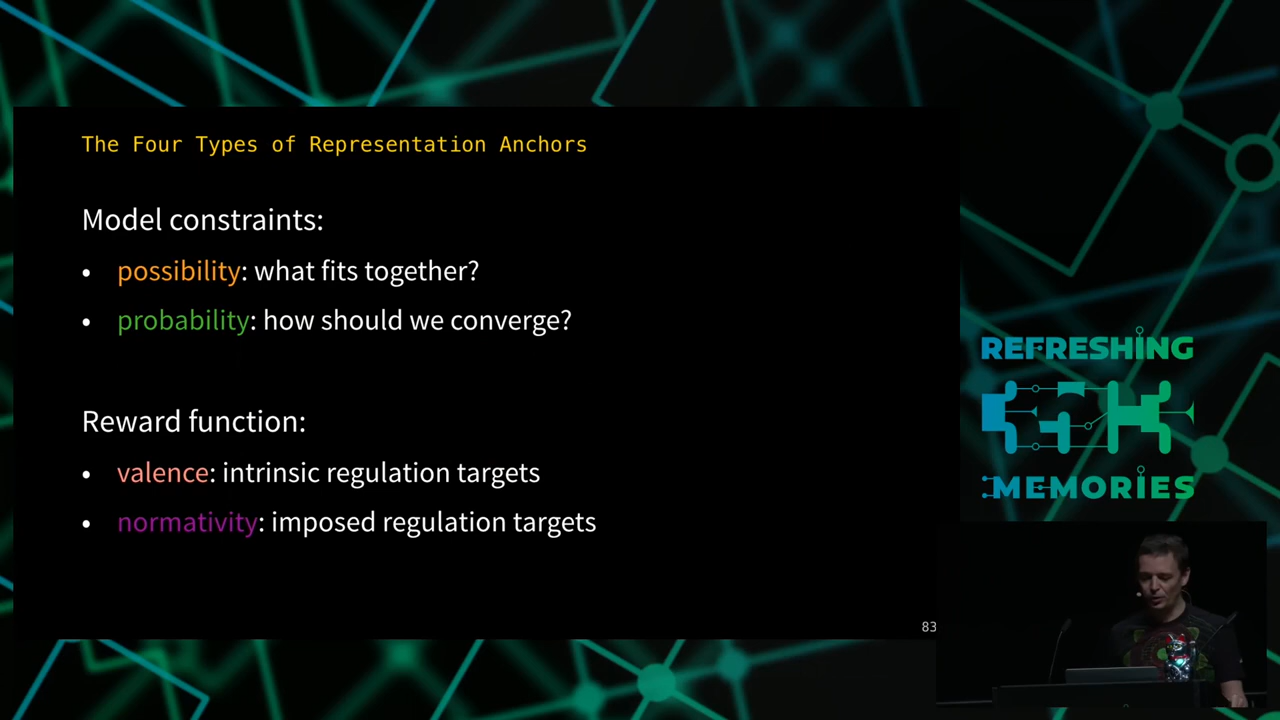 The Four Types of Representation Anchors
Model constraints:
• possibility: what fits together?
• probability: how should we converge?
Reward function:
• valence: intrinsic regulation targets
• normativity: imposed regulation targets
83
REFRESHING
MEMORIES